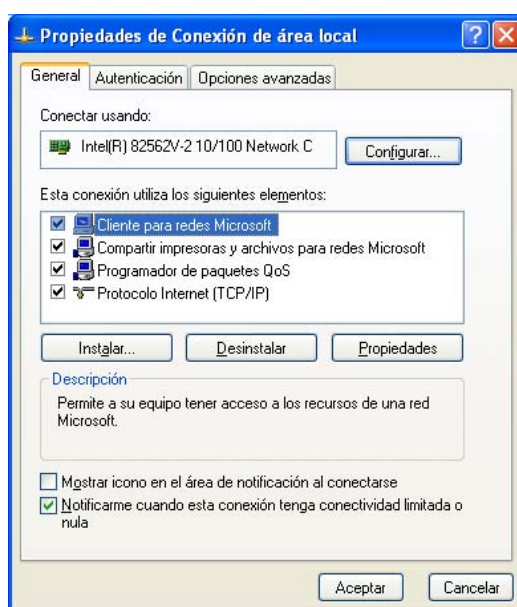 Propiedades de Conexión de área local
General Autenticación Opciones avanzadas
Conectar usando:
Intel(R) 82562V-2 10/100 Network C Configurar...
Esta conexión utiliza los siguientes elementos:
Cliente para redes Microsoft
Compartir impresoras y archivos para redes Microsoft
Programador de paquetes QoS
Protocolo Internet (TCP/IP)
Instalar... Desinstalar Propiedades
Descripción
Permite a su equipo tener acceso a los recursos de una red
Microsoft.
Mostrar icono en el área de notificación al conectarse
Notificarme cuando esta conexión tenga conectividad limitada o
nula
Aceptar Cancelar